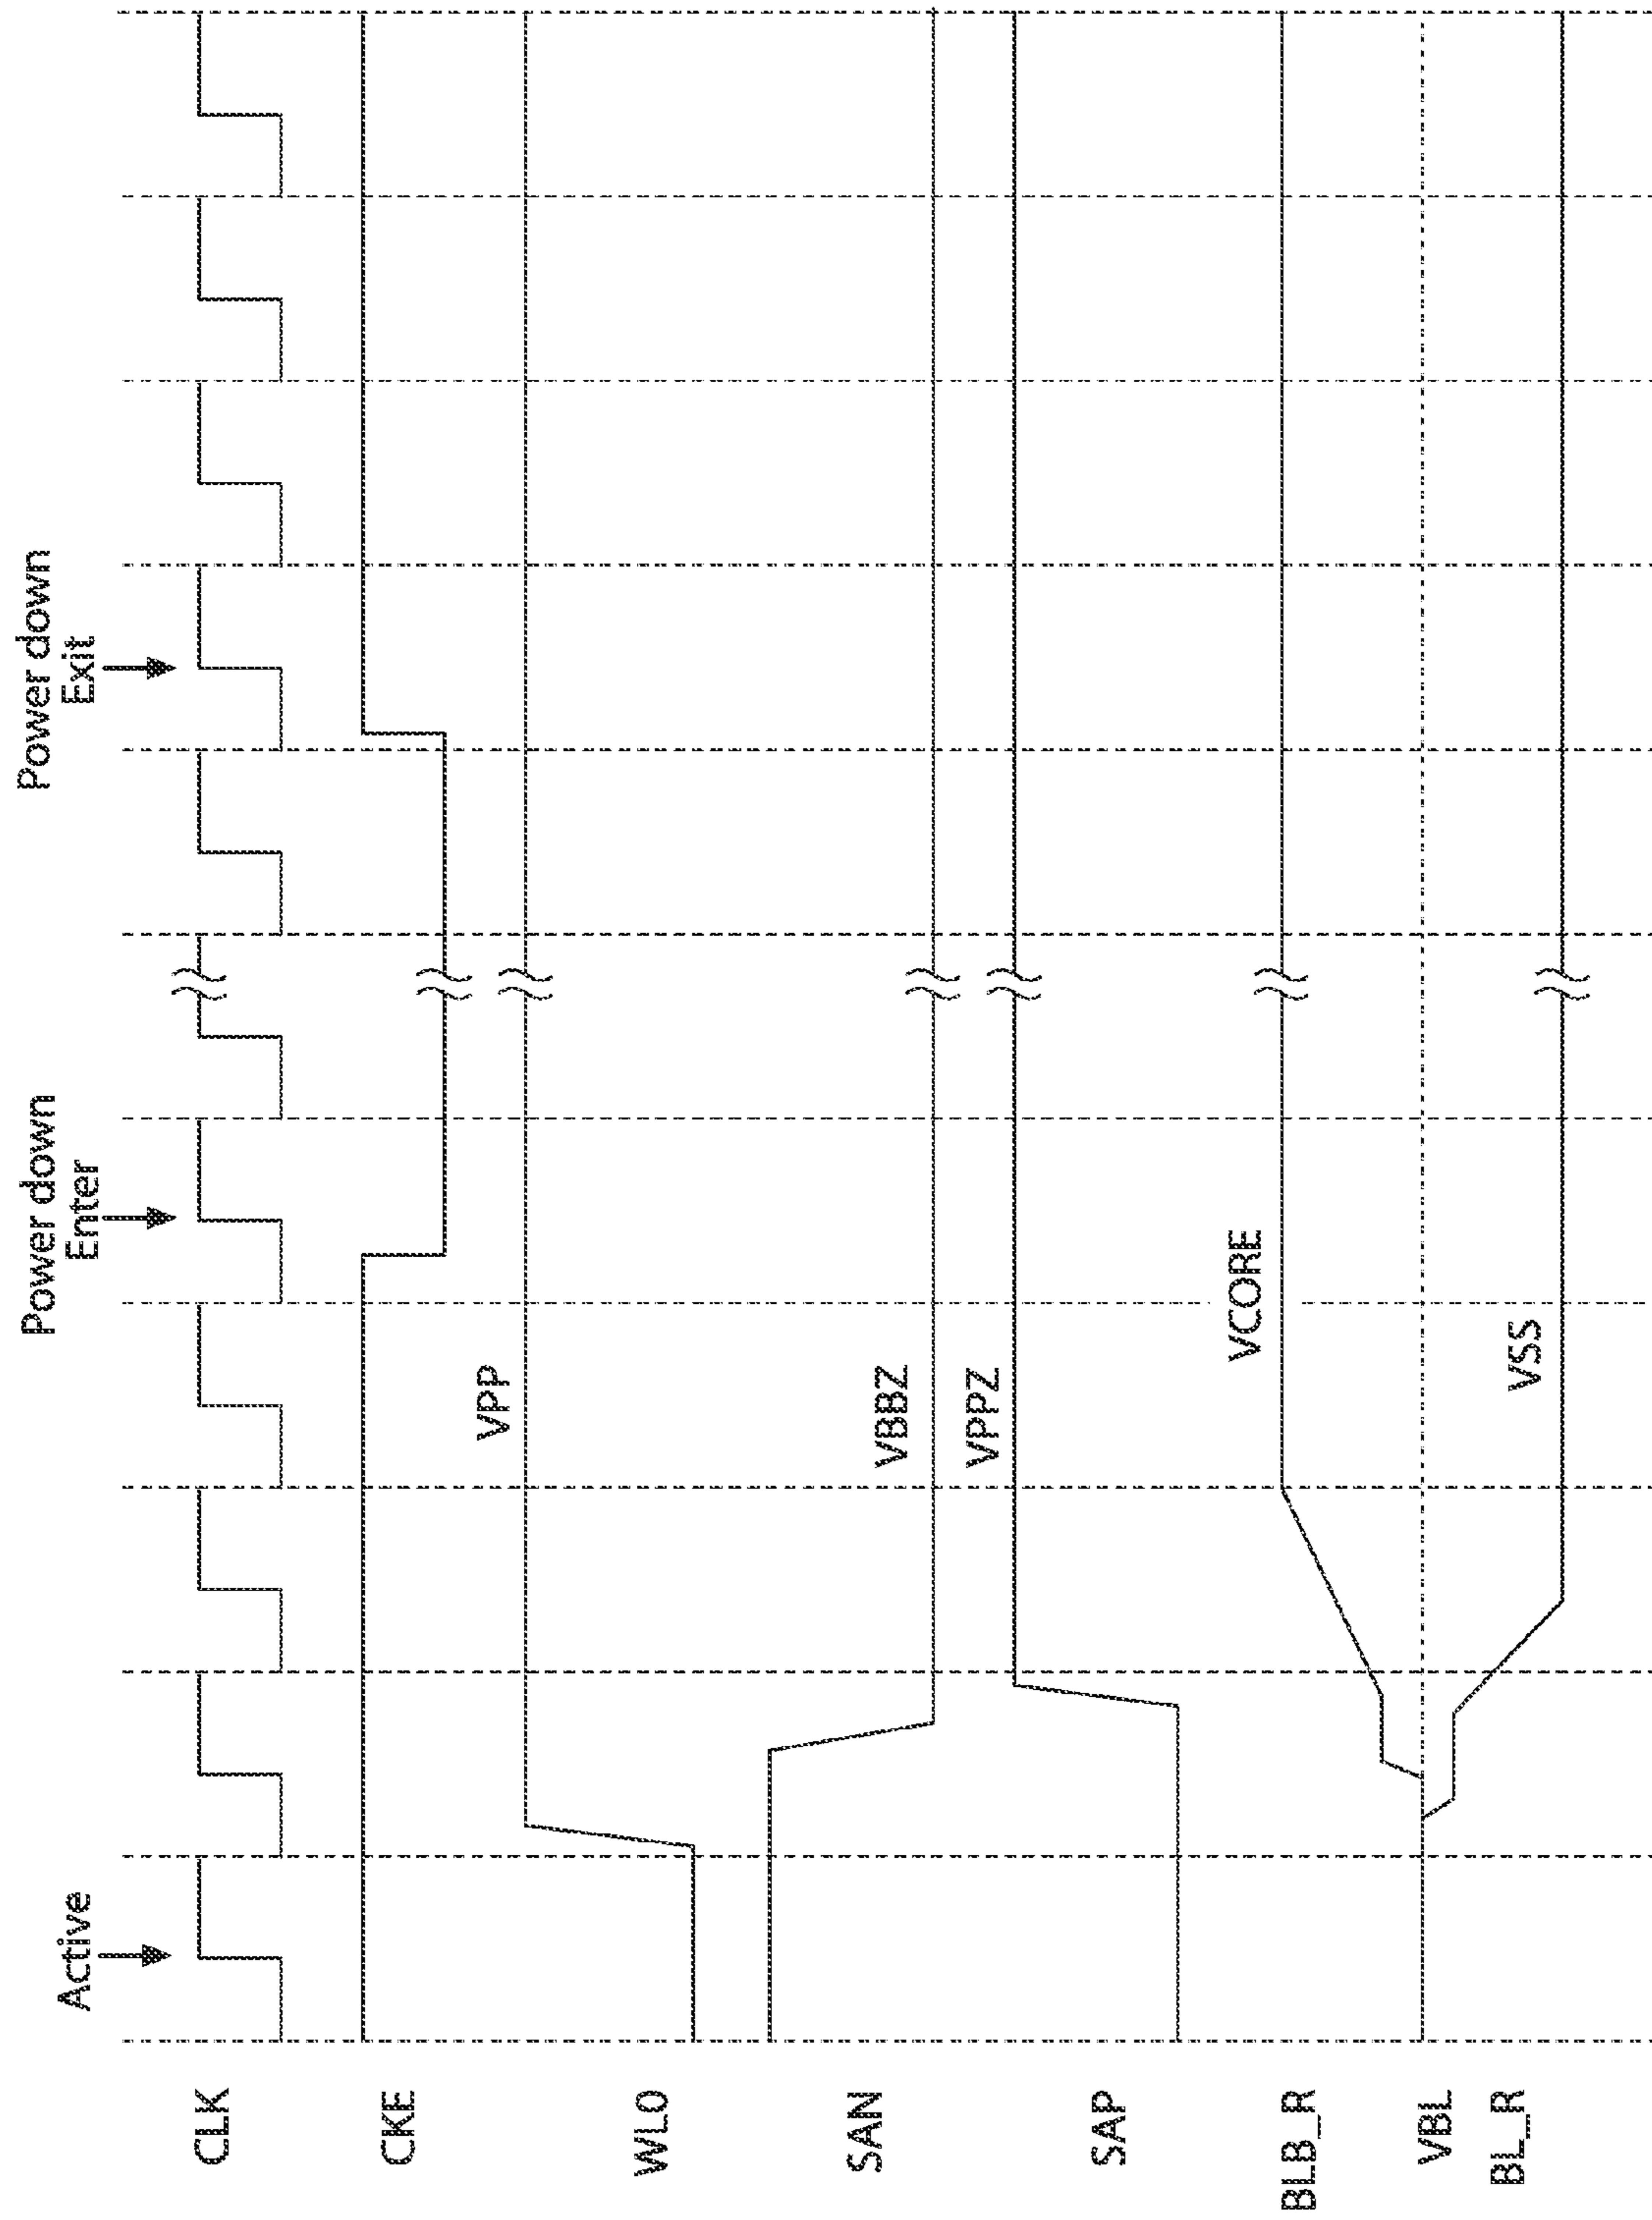 Active
Power down
Enter
Power down
Exit
CLK
CKE
VPP
WL0
SAN
VBBZ
VPPZ
SAP
VCORE
BLB_R
VBL
VSS
BL_R